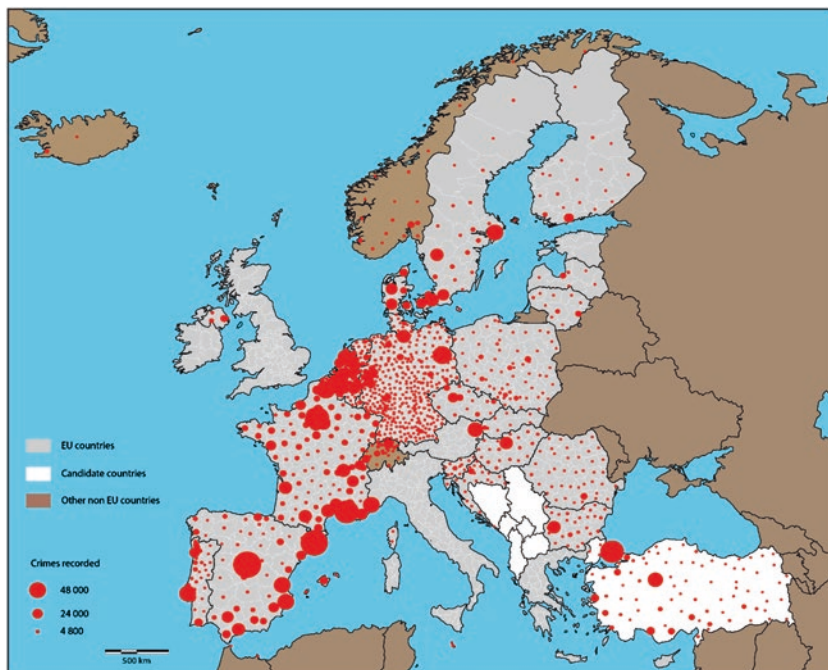 EU countries
Candidate countries
Other non EU countries
Crimes recorded
48 000
24 000
4 800
500 km